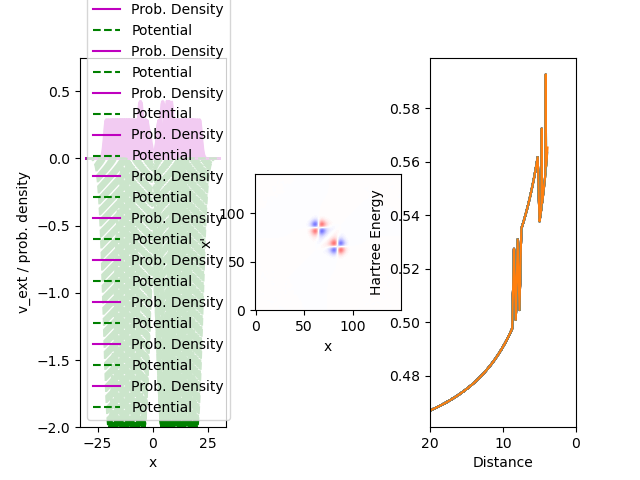 Prob. Density
Potential
Prob. Density
Potential
Prob. Density
Potential
Prob. Density
Potential
Prob. Density
Potential
Prob. Density
Potential
Prob. Density
Potential
Prob. Density
Potential
Prob. Density
Potential
Prob. Density
Potential
0.5
0.0
−0.5
−1.0
−1.5
−2.0
v_ext / prob. density
−25
0
25
x
100
50
0
x'
0
50
100
x
Hartree Energy
0.58
0.56
0.54
0.52
0.50
0.48
20
10
0
Distance